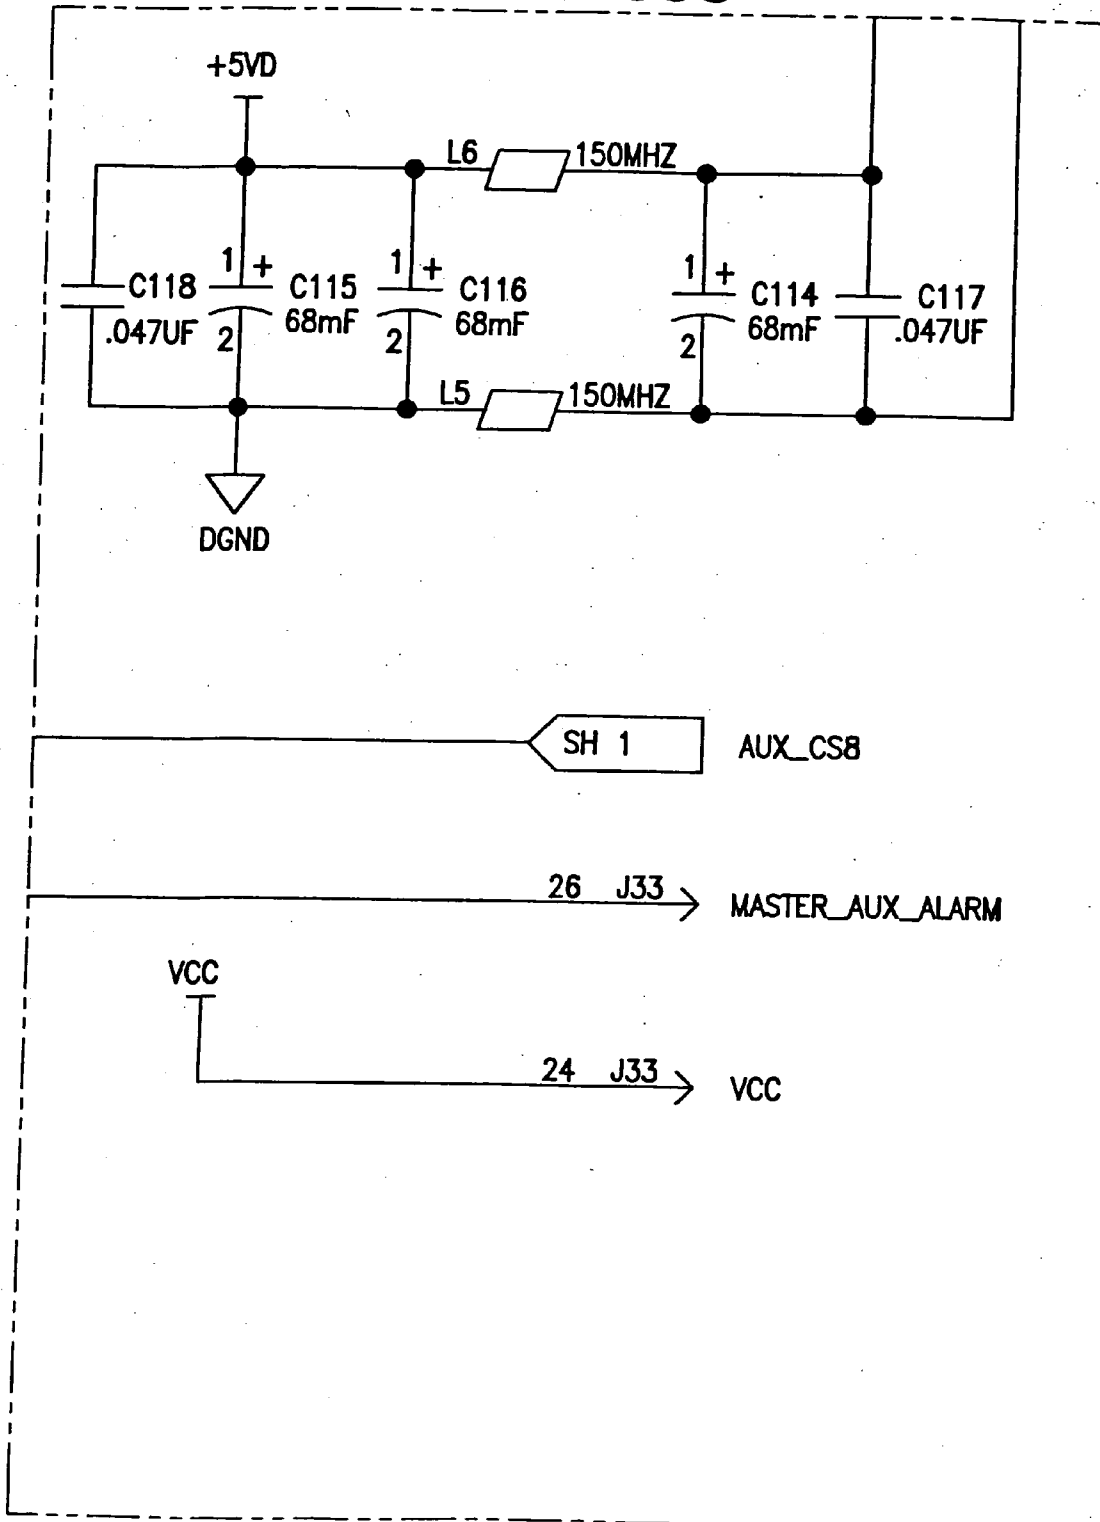 +5VD
L6 150MHZ
1 + 1 + 1 +
C118 C115 C116 C114 C117
.047UF 68mF 68mF 68mF .047UF
2 2 2
L5 150MHZ
DGND
SH 1 AUX_CS8
26 J33 MASTER_AUX_ALARM
VCC
24 J33 VCC